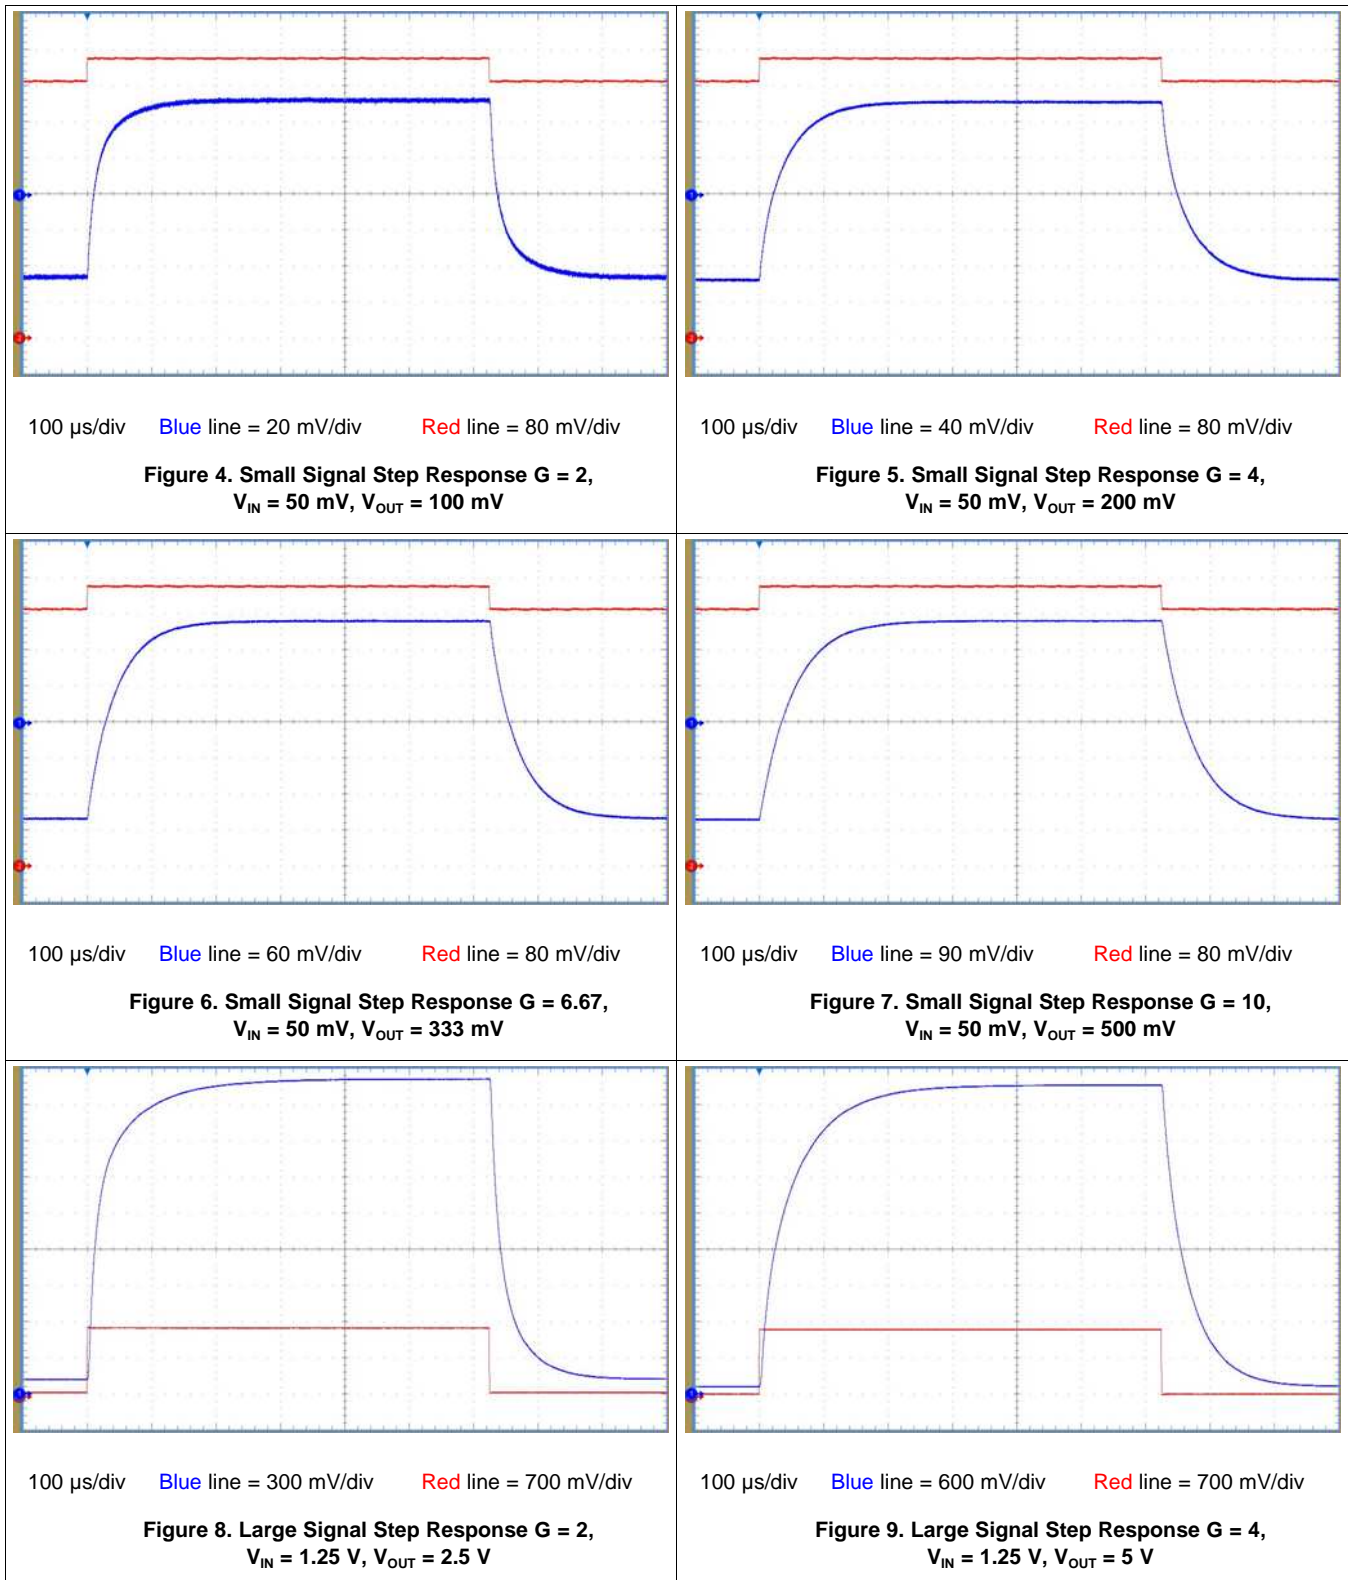 100 µs/div Blue line = 20 mV/div Red line = 80 mV/div
Figure 4. Small Signal Step Response G = 2,
VIN = 50 mV, VOUT = 100 mV
100 µs/div Blue line = 40 mV/div Red line = 80 mV/div
Figure 5. Small Signal Step Response G = 4,
VIN = 50 mV, VOUT = 200 mV
100 µs/div Blue line = 60 mV/div Red line = 80 mV/div
Figure 6. Small Signal Step Response G = 6.67,
VIN = 50 mV, VOUT = 333 mV
100 µs/div Blue line = 90 mV/div Red line = 80 mV/div
Figure 7. Small Signal Step Response G = 10,
VIN = 50 mV, VOUT = 500 mV
100 µs/div Blue line = 300 mV/div Red line = 700 mV/div
Figure 8. Large Signal Step Response G = 2,
VIN = 1.25 V, VOUT = 2.5 V
100 µs/div Blue line = 600 mV/div Red line = 700 mV/div
Figure 9. Large Signal Step Response G = 4,
VIN = 1.25 V, VOUT = 5 V